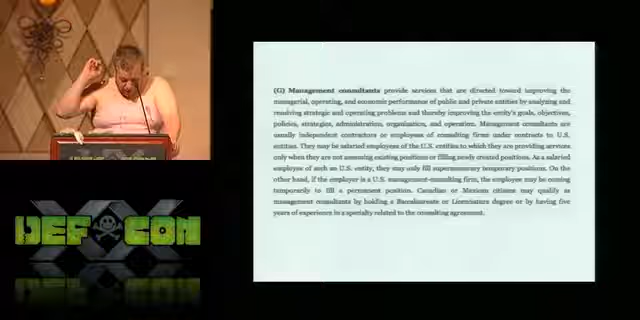 (G) Management consultants provide services that are directed toward improving the
managerial, operating, and economic performance of public and private entities by analyzing and
resolving strategic and operating problems and thereby improving the entity's goals, objectives,
policies, strategies, administration, organization, and operation. Management consultants are
usually independent contractors or employees of consulting firms under contracts to U.S.
entities. They may be salaried employees of the U.S. entities to which they are providing services
only when they are not assuming existing positions or filling newly created positions. As a salaried
employee of such an U.S. entity, they may only fill supernumerary temporary positions. On the
other hand, if the employer is a U.S. management-consulting firm, the employee may be coming
temporarily to fill a permanent position. Canadian or Mexican citizens may qualify as
management consultants by holding a Baccalaureate or Licenciatura degree or by having five
years of experience in a specialty related to the consulting agreement.
DEF CON
XX